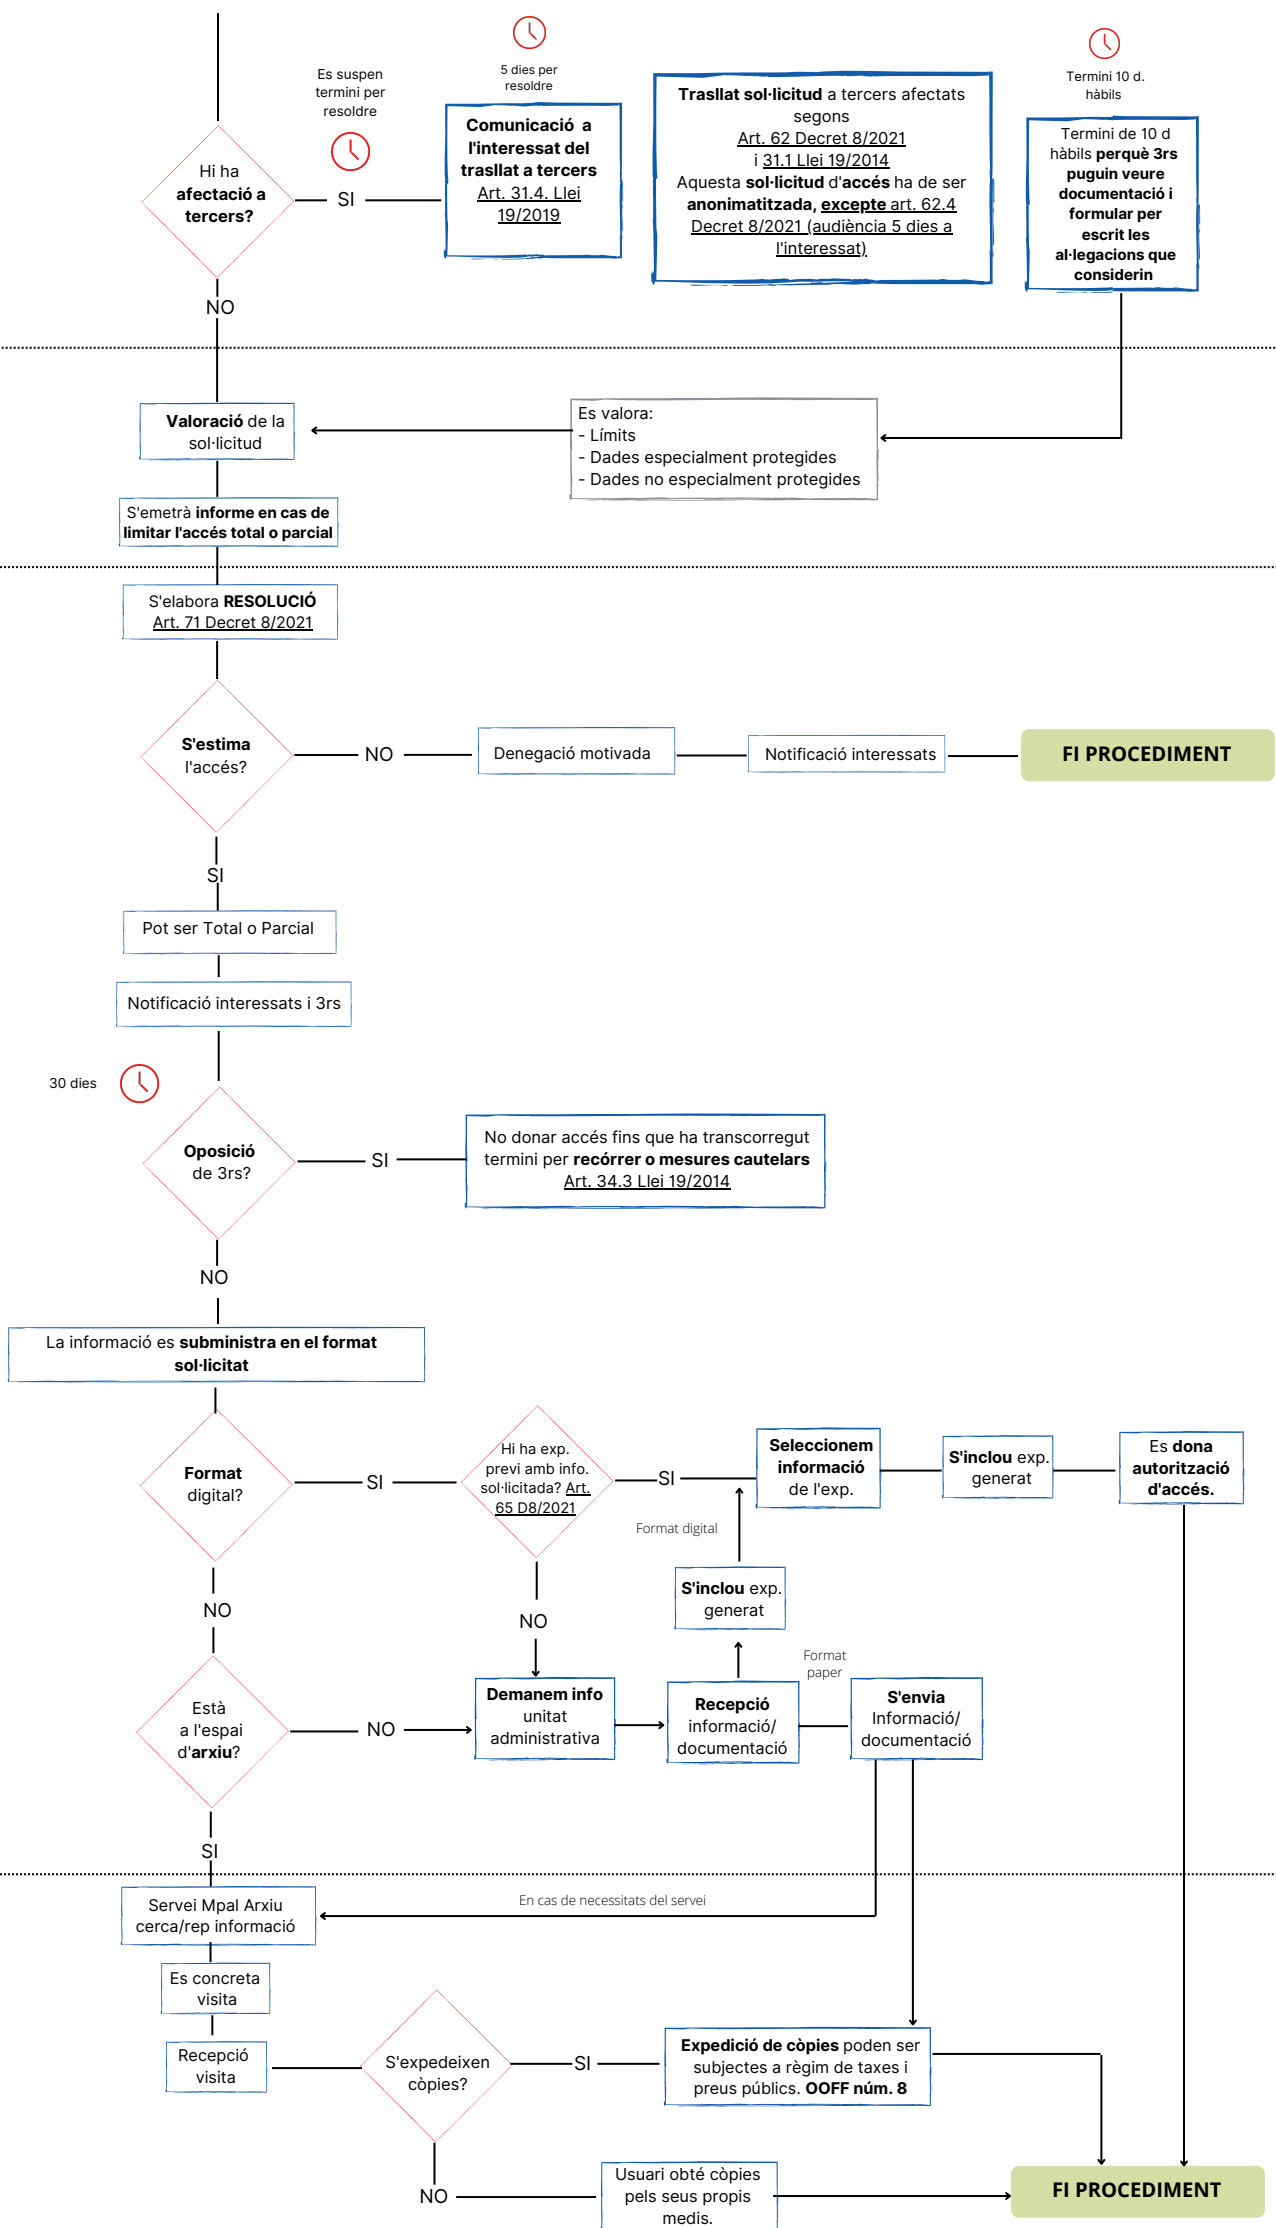 Es suspen
termini per
resoldre
5 dies per
resoldre
Termini 10 d.
hàbils
Hi ha
afectació a
tercers?
SI
Comunicació a
l'interessat del
trasllat a tercers
Art. 31.4. Llei
19/2019
Trasllat sol·licitud a tercers afectats
segons
Art. 62 Decret 8/2021
i 31.1 Llei 19/2014
Aquesta sol·licitud d'accés ha de ser
anonimatitzada, excepte art. 62.4
Decret 8/2021 (audiència 5 dies a
l'interessat)
Termini de 10 d
hàbils perquè 3rs
puguin veure
documentació i
formular per
escrit les
al·legacions que
considerin
NO
Valoració de la
sol·licitud
Es valora:
- Límits
- Dades especialment protegides
- Dades no especialment protegides
S'emetrà informe en cas de
limitar l'accés total o parcial
S'elabora RESOLUCIÓ
Art. 71 Decret 8/2021
S'estima
l'accés?
NO
Denegació motivada
Notificació interessats
FI PROCEDIMENT
SI
Pot ser Total o Parcial
Notificació interessats i 3rs
30 dies
Oposició
de 3rs?
SI
No donar accés fins que ha transcorregut
termini per recórrer o mesures cautelars
Art. 34.3 Llei 19/2014
NO
La informació es subministra en el format
sol·licitat
Format
digital?
SI
Hi ha exp.
previ amb info.
sol·licitada? Art.
65 D8/2021
SI
Seleccionem
informació
de l'exp.
S'inclou exp.
generat
Es dona
autorització
d'accés.
Format digital
NO
NO
S'inclou exp.
generat
Format
paper
Està
a l'espai
d'arxiu?
NO
Demanem info
unitat
administrativa
Recepció
informació/
documentació
S'envia
Informació/
documentació
SI
Servei Mpal Arxiu
cerca/rep informació
En cas de necessitats del servei
Es concreta
visita
Recepció
visita
S'expedeixen
còpies?
SI
Expedició de còpies poden ser
subjectes a règim de taxes i
preus públics. OOFF núm. 8
NO
Usuari obté còpies
pels seus propis
medis.
FI PROCEDIMENT